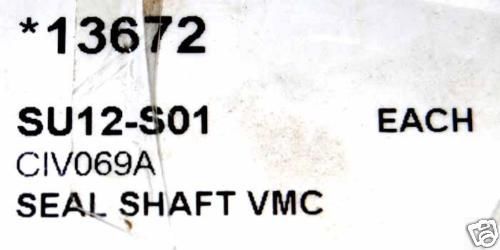 *13672
SU12-S01 EACH
CIV069A
SEAL SHAFT VMC